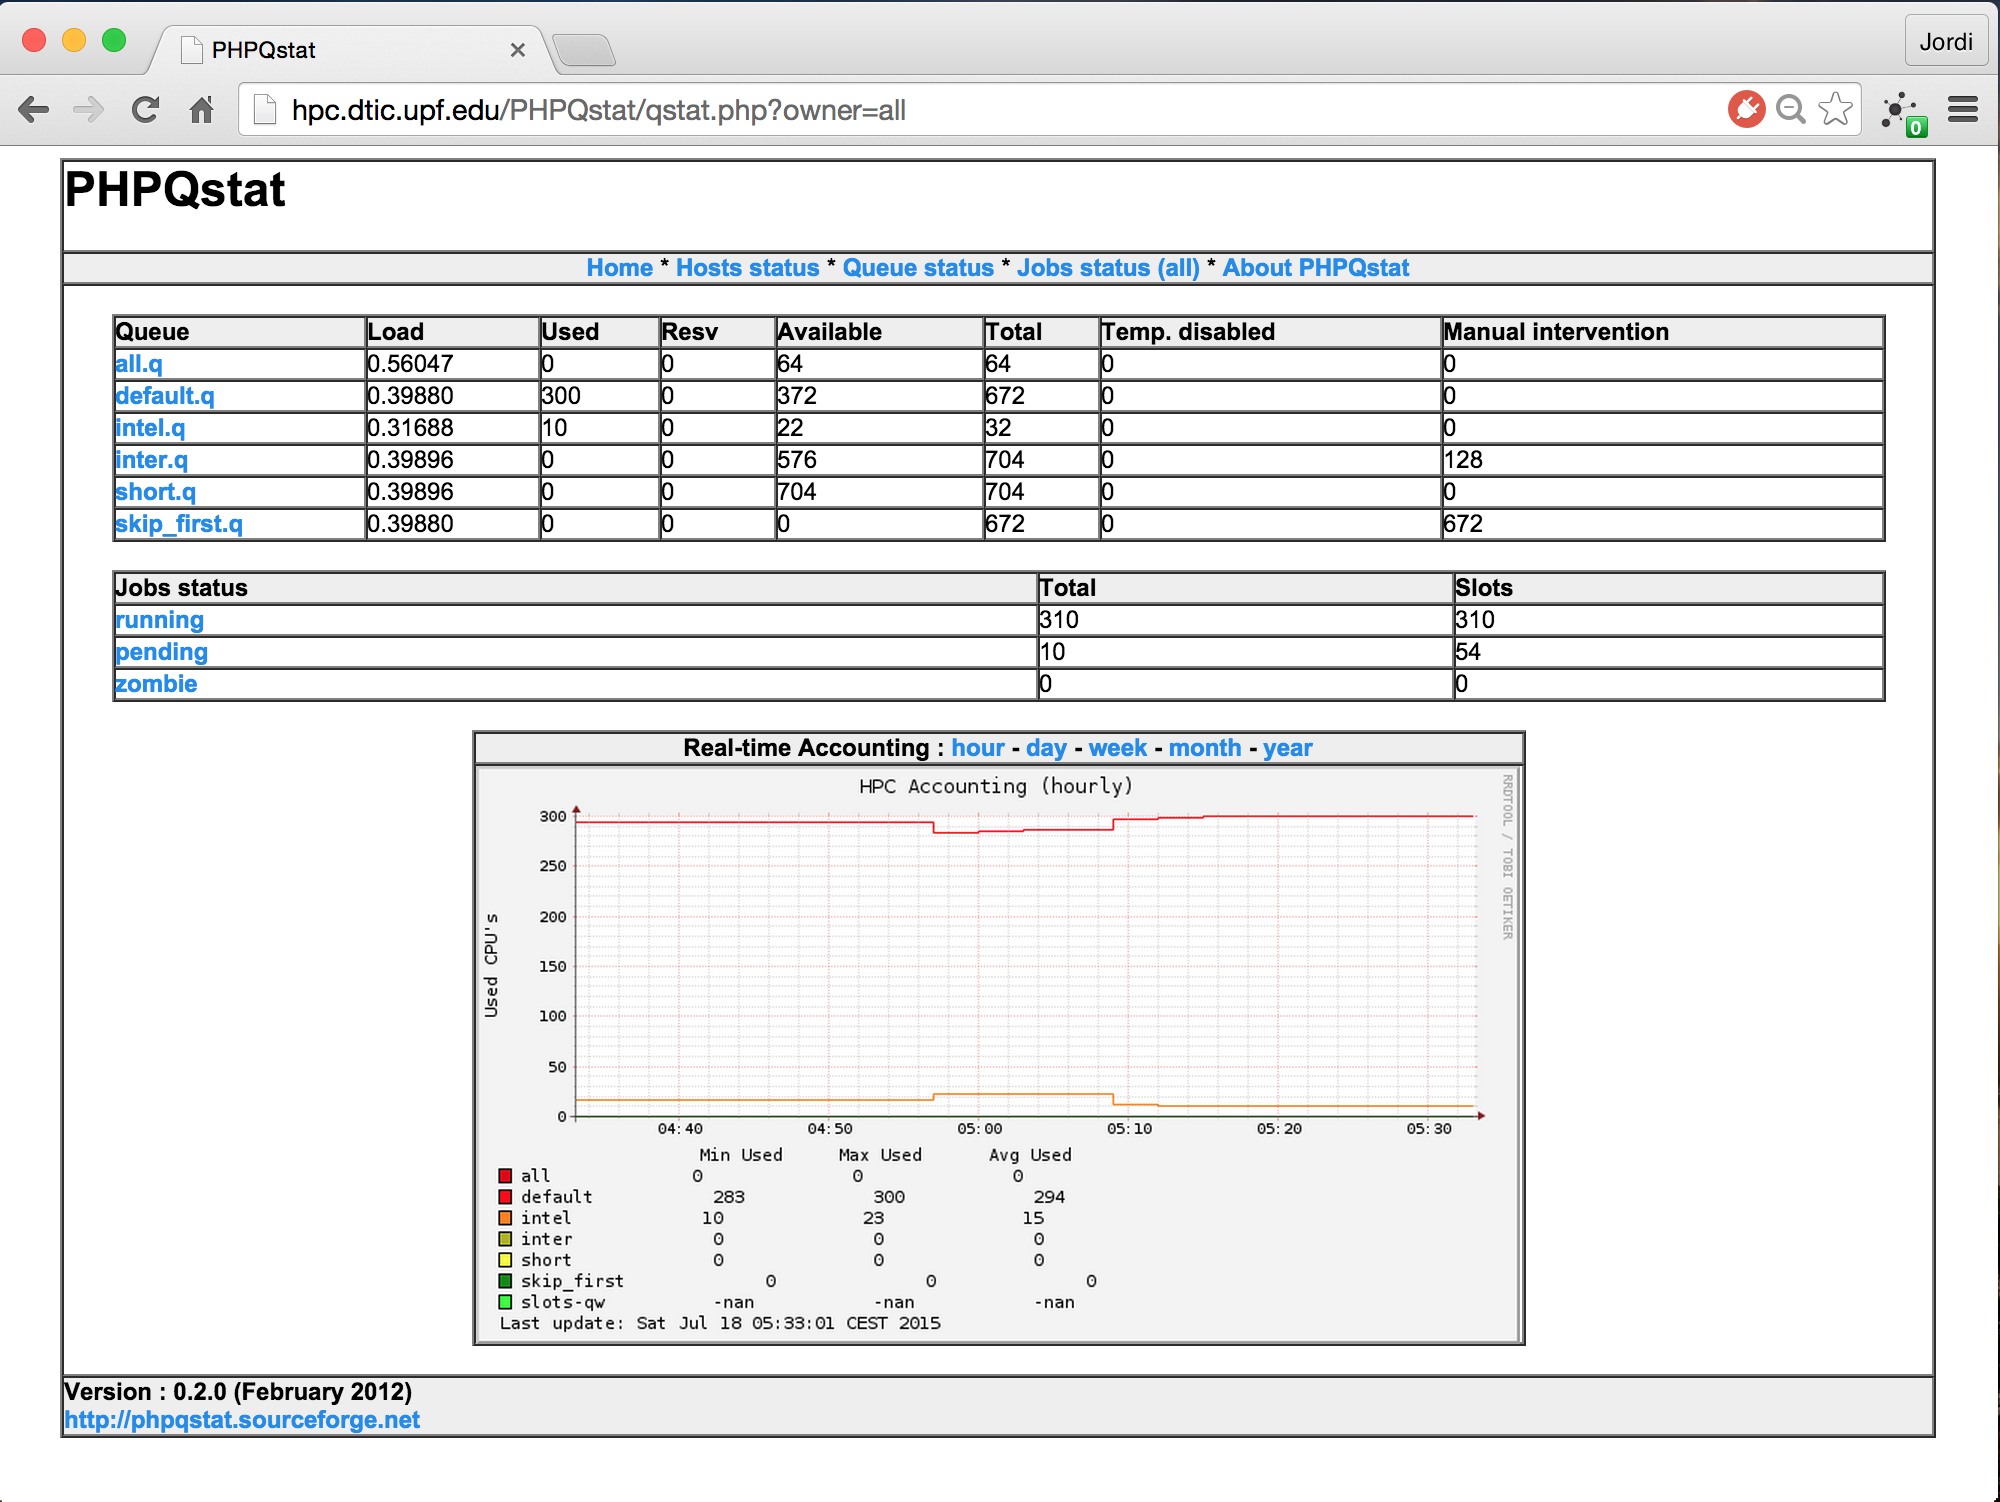 PHPQstat
Jordi
hpc.dtic.upf.edu/PHPQstat/qstat.php?owner=all
0
PHPQstat
Home * Hosts status * Queue status * Jobs status (all) * About PHPQstat
Queue Load Used Resv Available Total Temp. disabled Manual intervention
all.q 0.56047 0 0 64 64 0 0
default.q 0.39880 300 0 372 672 0 0
intel.q 0.31688 10 0 22 32 0 0
inter.q 0.39896 0 0 576 704 0 128
short.q 0.39896 0 0 704 704 0 0
skip_first.q 0.39880 0 0 0 672 0 672
Jobs status Total Slots
running 310 310
pending 10 54
zombie 0 0
Real-time Accounting : hour - day - week - month - year
HPC Accounting (hourly)
RRDTOOL / TOBI OETIKER
Used CPU's
300
250
200
150
100
50
0
04:40 04:50 05:00 05:10 05:20 05:30
Min Used Max Used Avg Used
all 0 0 0
default 283 300 294
intel 10 23 15
inter 0 0 0
short 0 0 0
skip_first 0 0 0
slots-qw -nan -nan -nan
Last update: Sat Jul 18 05:33:01 CEST 2015
Version : 0.2.0 (February 2012)
http://phpqstat.sourceforge.net